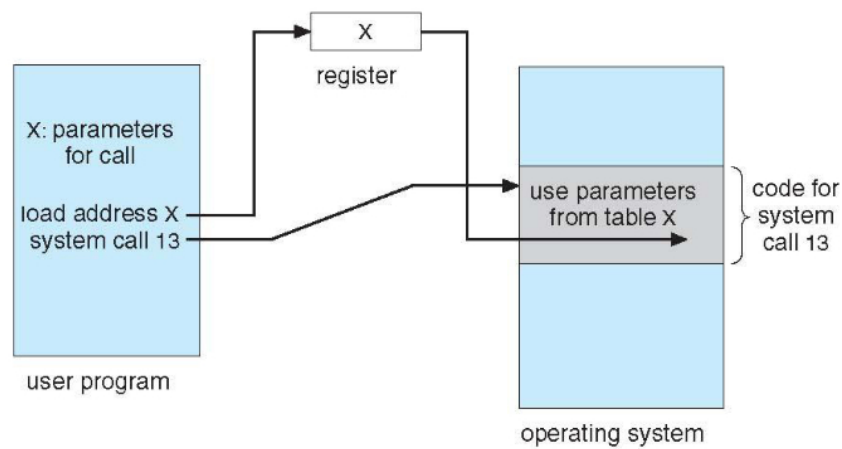 X
register
X: parameters
for call
load address X
system call 13
use parameters
from table X
code for
system
call 13
user program
operating system